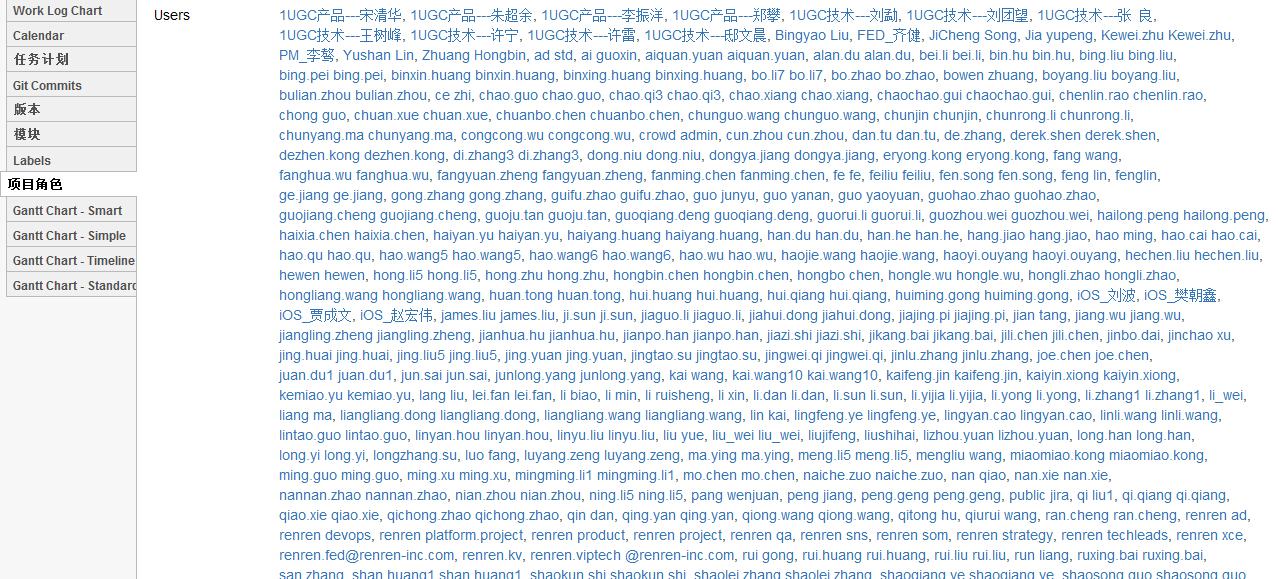 Work Log Chart
Calendar
任务计划
Git Commits
版本
模块
Labels
项目角色
Gantt Chart - Smart
Gantt Chart - Simple
Gantt Chart - Timeline
Gantt Chart - Standard
Users
1UGC产品---宋清华, 1UGC产品---朱超余, 1UGC产品---李振洋, 1UGC产品---郑攀, 1UGC技术---刘勐, 1UGC技术---刘团望, 1UGC技术---张 良,
1UGC技术---王树峰, 1UGC技术---许宁, 1UGC技术---许雷, 1UGC技术---邸文晨, Bingyao Liu, FED_齐健, JiCheng Song, Jia yupeng, Kewei.zhu Kewei.zhu,
PM_李骜, Yushan Lin, Zhuang Hongbin, ad std, ai guoxin, aiquan.yuan aiquan.yuan, alan.du alan.du, bei.li bei.li, bin.hu bin.hu, bing.liu bing.liu,
bing.pei bing.pei, binxin.huang binxin.huang, binxing.huang binxing.huang, bo.li7 bo.li7, bo.zhao bo.zhao, bowen zhuang, boyang.liu boyang.liu,
bulian.zhou bulian.zhou, ce zhi, chao.guo chao.guo, chao.qi3 chao.qi3, chao.xiang chao.xiang, chaochao.gui chaochao.gui, chenlin.rao chenlin.rao,
chong guo, chuan.xue chuan.xue, chuanbo.chen chuanbo.chen, chunguo.wang chunguo.wang, chunjin chunjin, chunrong.li chunrong.li,
chunyang.ma chunyang.ma, congcong.wu congcong.wu, crowd admin, cun.zhou cun.zhou, dan.tu dan.tu, de.zhang, derek.shen derek.shen,
dezhen.kong dezhen.kong, di.zhang3 di.zhang3, dong.niu dong.niu, dongya.jiang dongya.jiang, eryong.kong eryong.kong, fang wang,
fanghua.wu fanghua.wu, fangyuan.zheng fangyuan.zheng, fanming.chen fanming.chen, fe fe, feiliu feiliu, fen.song fen.song, feng lin, fenglin,
ge.jiang ge.jiang, gong.zhang gong.zhang, guifu.zhao guifu.zhao, guo junyu, guo yanan, guo yaoyuan, guohao.zhao guohao.zhao,
guojiang.cheng guojiang.cheng, guoju.tan guoju.tan, guoqiang.deng guoqiang.deng, guorui.li guorui.li, guozhou.wei guozhou.wei, hailong.peng hailong.peng,
haixia.chen haixia.chen, haiyan.yu haiyan.yu, haiyang.huang haiyang.huang, han.du han.du, han.he han.he, hang.jiao hang.jiao, hao ming, hao.cai hao.cai,
hao.qu hao.qu, hao.wang5 hao.wang5, hao.wang6 hao.wang6, hao.wu hao.wu, haojie.wang haojie.wang, haoyi.ouyang haoyi.ouyang, hechen.liu hechen.liu,
hewen hewen, hong.li5 hong.li5, hong.zhu hong.zhu, hongbin.chen hongbin.chen, hongbo chen, hongle.wu hongle.wu, hongli.zhao hongli.zhao,
hongliang.wang hongliang.wang, huan.tong huan.tong, hui.huang hui.huang, hui.qiang hui.qiang, huiming.gong huiming.gong, iOS_刘波, iOS_樊朝鑫,
iOS_贾成文, iOS_赵宏伟, james.liu james.liu, ji.sun ji.sun, jiaguo.li jiaguo.li, jiahui.dong jiahui.dong, jiajing.pi jiajing.pi, jian tang, jiang.wu jiang.wu,
jiangling.zheng jiangling.zheng, jianhua.hu jianhua.hu, jianpo.han jianpo.han, jiazi.shi jiazi.shi, jikang.bai jikang.bai, jili.chen jili.chen, jinbo.dai, jinchao xu,
jing.huai jing.huai, jing.liu5 jing.liu5, jing.yuan jing.yuan, jingtao.su jingtao.su, jingwei.qi jingwei.qi, jinlu.zhang jinlu.zhang, joe.chen joe.chen,
juan.du1 juan.du1, jun.sai jun.sai, junlong.yang junlong.yang, kai wang, kai.wang10 kai.wang10, kaifeng.jin kaifeng.jin, kaiyin.xiong kaiyin.xiong,
kemiao.yu kemiao.yu, lang liu, lei.fan lei.fan, li biao, li min, li ruisheng, li xin, li.dan li.dan, li.sun li.sun, li.yijia li.yijia, li.yong li.yong, li.zhang1 li.zhang1, li_wei,
liang ma, liangliang.dong liangliang.dong, liangliang.wang liangliang.wang, lin kai, lingfeng.ye lingfeng.ye, lingyan.cao lingyan.cao, linli.wang linli.wang,
lintao.guo lintao.guo, linyan.hou linyan.hou, linyu.liu linyu.liu, liu yue, liu_wei liu_wei, liujifeng, liushihai, lizhou.yuan lizhou.yuan, long.han long.han,
long.yi long.yi, longzhang.su, luo fang, luyang.zeng luyang.zeng, ma.ying ma.ying, meng.li5 meng.li5, mengliu wang, miaomiao.kong miaomiao.kong,
ming.guo ming.guo, ming.xu ming.xu, mingming.li1 mingming.li1, mo.chen mo.chen, naiche.zuo naiche.zuo, nan qiao, nan.xie nan.xie,
nannan.zhao nannan.zhao, nian.zhou nian.zhou, ning.li5 ning.li5, pang wenjuan, peng jiang, peng.geng peng.geng, public jira, qi liu1, qi.qiang qi.qiang,
qiao.xie qiao.xie, qichong.zhao qichong.zhao, qin dan, qing.yan qing.yan, qiong.wang qiong.wang, qitong hu, qiurui wang, ran.cheng ran.cheng, renren ad,
renren devops, renren platform.project, renren product, renren project, renren qa, renren sns, renren som, renren strategy, renren techleads, renren xce,
renren.fed@renren-inc.com, renren.kv, renren.viptech @renren-inc.com, rui gong, rui.huang rui.huang, rui.liu rui.liu, run liang, ruxing.bai ruxing.bai,
san zhang, shan.huang1 shan.huang1, shaokun.shi shaokun.shi, shaolei.zhang shaolei.zhang, shaoqiang.ye shaoqiang.ye, shaosong.guo shaosong.guo